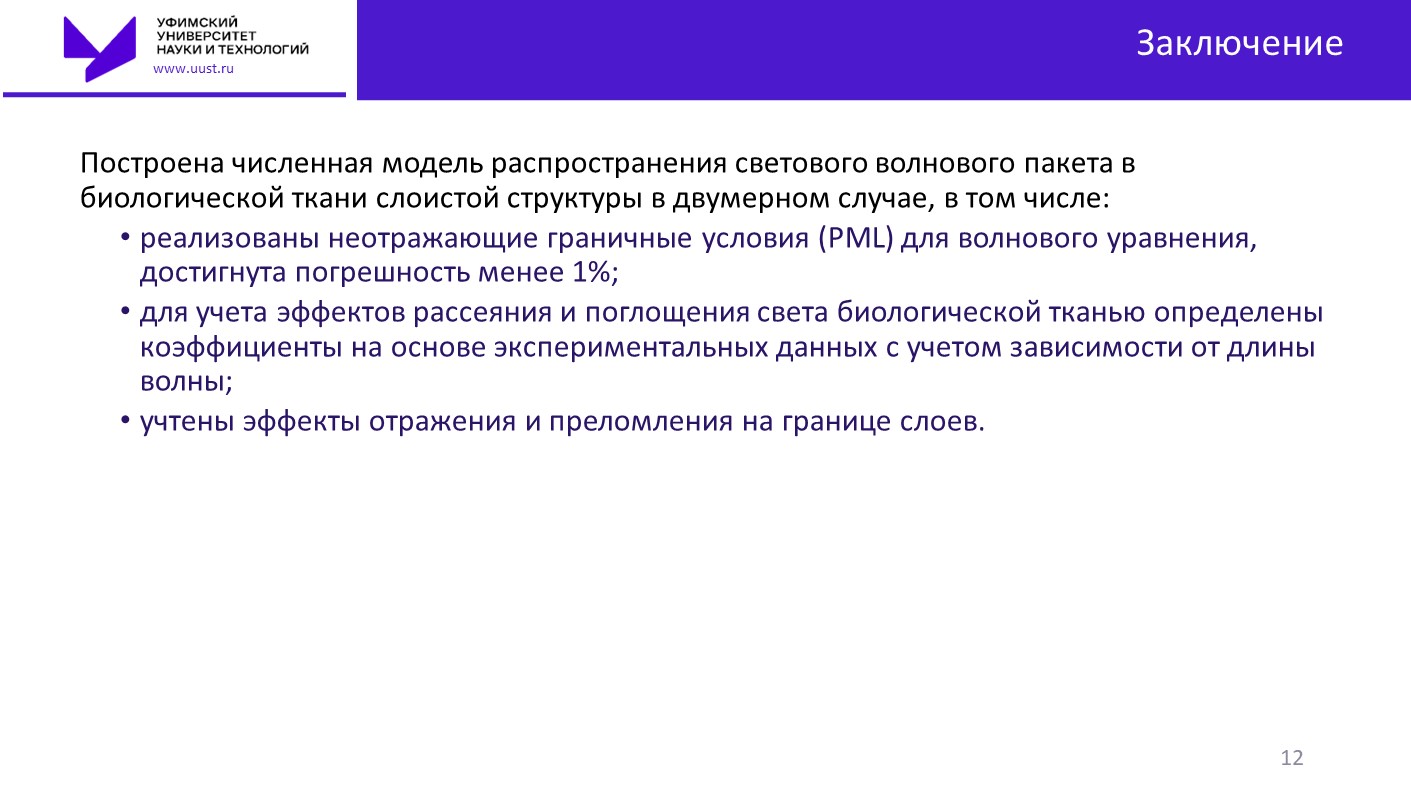 УФИМСКИЙ
УНИВЕРСИТЕТ
НАУКИ И ТЕХНОЛОГИЙ
www.uust.ru
Заключение
Построена численная модель распространения светового волнового пакета в
биологической ткани слоистой структуры в двумерном случае, в том числе:
• реализованы неотражающие граничные условия (PML) для волнового уравнения,
достигнута погрешность менее 1%;
• для учета эффектов рассеяния и поглощения света биологической тканью определены
коэффициенты на основе экспериментальных данных с учетом зависимости от длины
волны;
• учтены эффекты отражения и преломления на границе слоев.
12